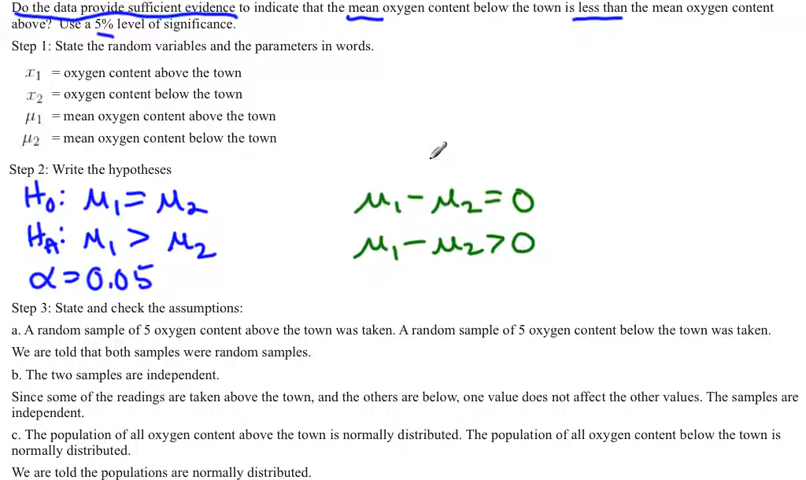 Do the data provide sufficient evidence to indicate that the mean oxygen content below the town is less than the mean oxygen content
above? Use a 5% level of significance.
Step 1: State the random variables and the parameters in words.
x₁ = oxygen content above the town
x₂ = oxygen content below the town
μ₁ = mean oxygen content above the town
μ₂ = mean oxygen content below the town
Step 2: Write the hypotheses
H₀: μ₁ = μ₂ μ₁ − μ₂ = 0
H_A: μ₁ > μ₂ μ₁ − μ₂ > 0
α = 0.05
Step 3: State and check the assumptions:
a. A random sample of 5 oxygen content above the town was taken. A random sample of 5 oxygen content below the town was taken.
We are told that both samples were random samples.
b. The two samples are independent.
Since some of the readings are taken above the town, and the others are below, one value does not affect the other values. The samples are
independent.
c. The population of all oxygen content above the town is normally distributed. The population of all oxygen content below the town is
normally distributed.
We are told the populations are normally distributed.